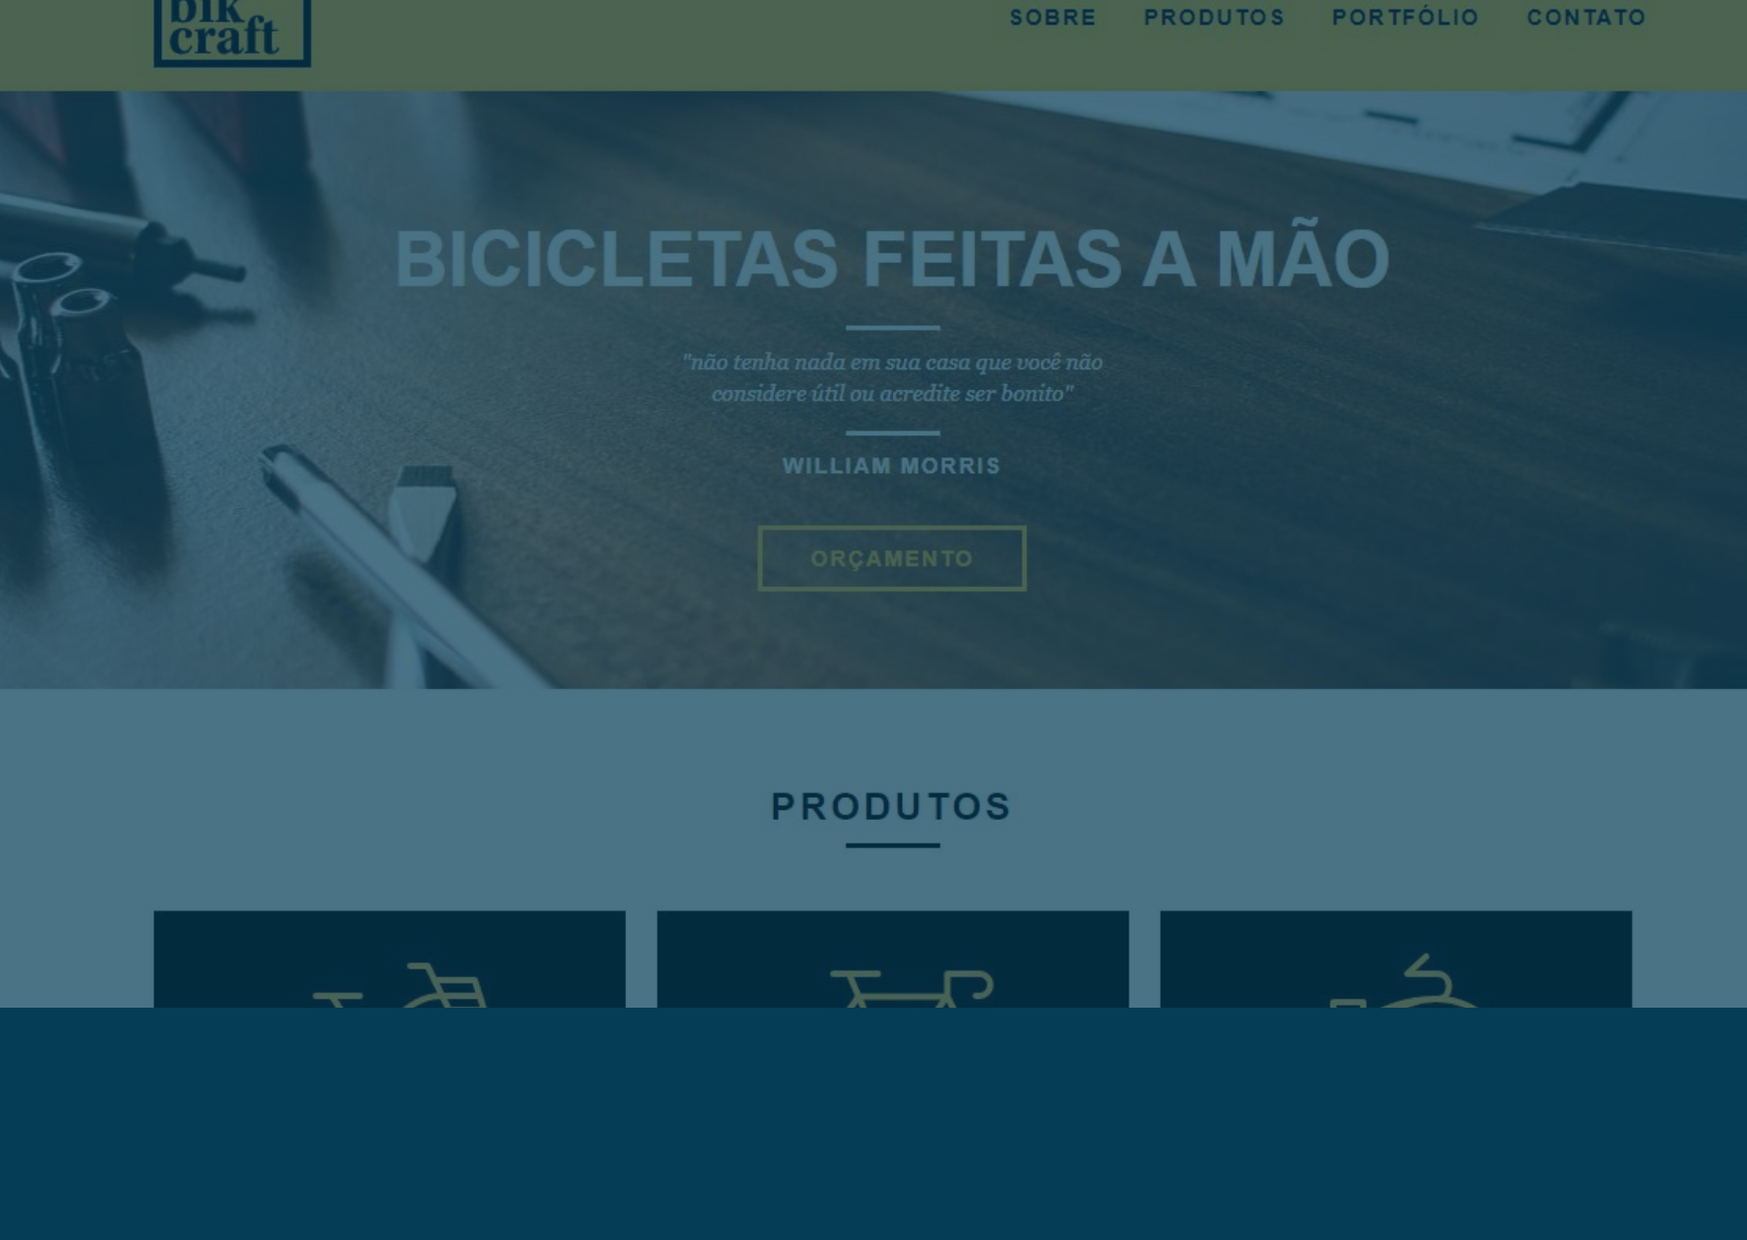 bik
craft
SOBRE PRODUTOS PORTFÓLIO CONTATO
BICICLETAS FEITAS A MÃO
"não tenha nada em sua casa que você não
considere útil ou acredite ser bonito"
WILLIAM MORRIS
ORÇAMENTO
PRODUTOS